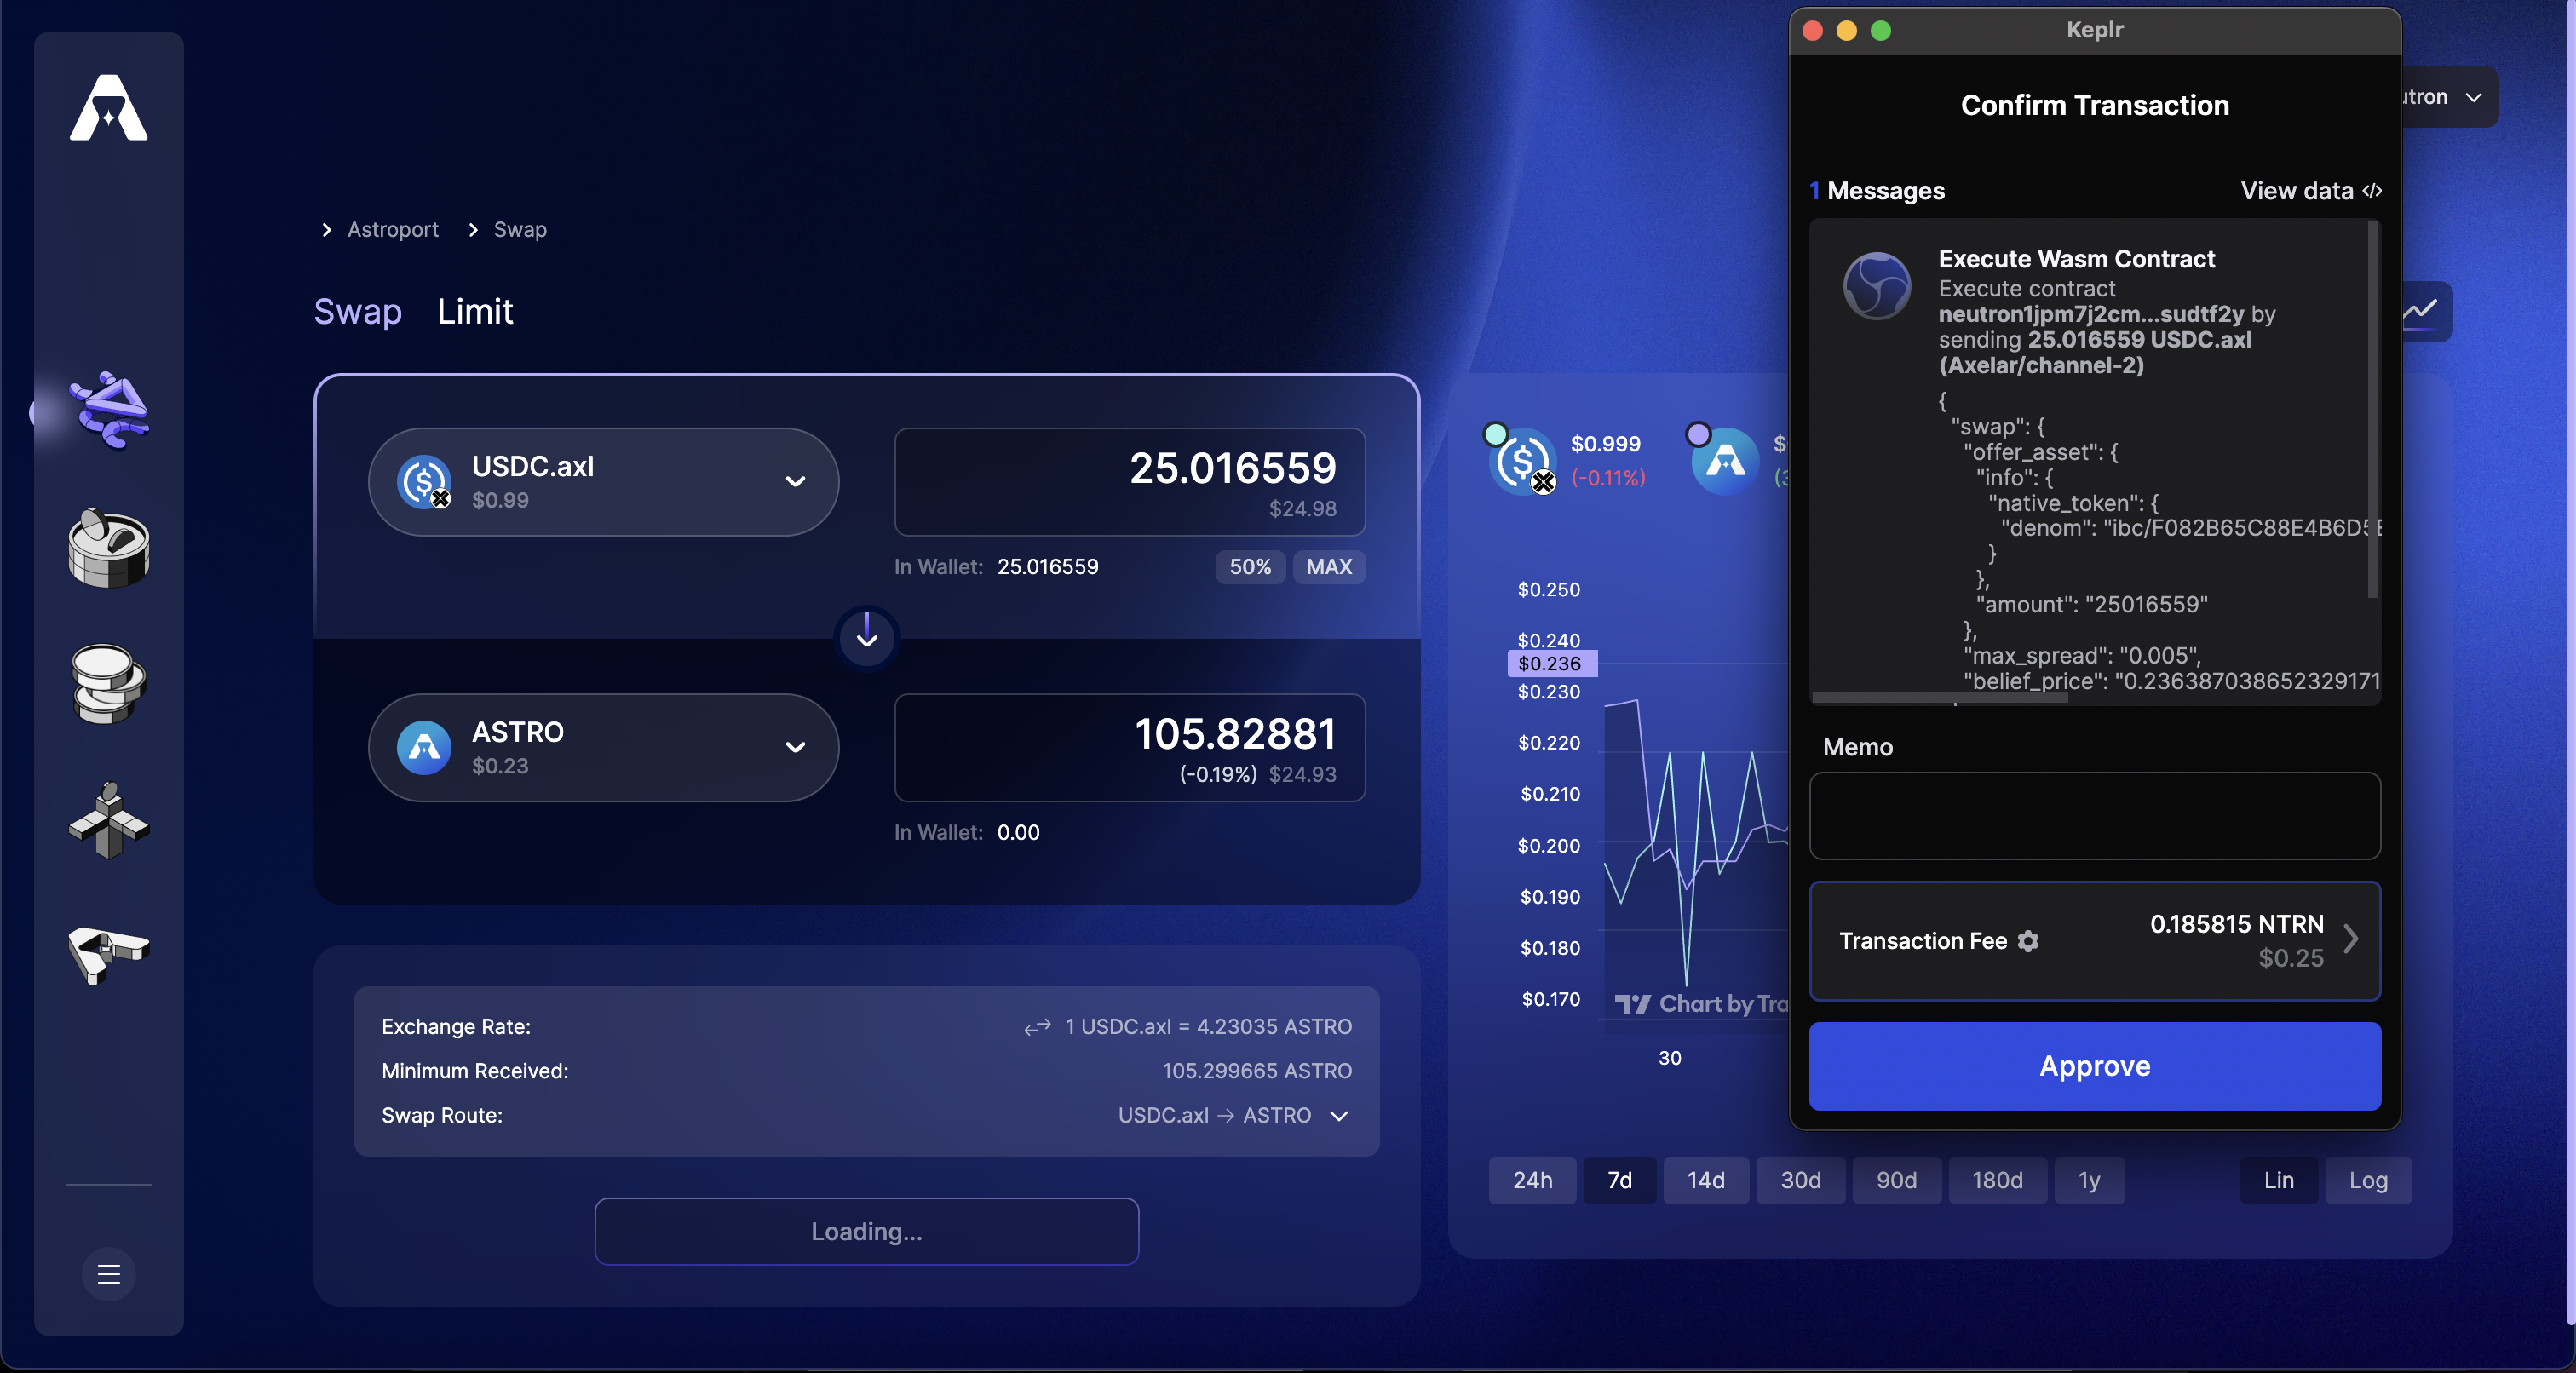 Astroport
Swap
Swap
Limit
USDC.axl
$0.99
25.016559
$24.98
In Wallet: 25.016559
50%
MAX
ASTRO
$0.23
105.82881
(-0.19%) $24.93
In Wallet: 0.00
Exchange Rate:
1 USDC.axl = 4.23035 ASTRO
Minimum Received:
105.299665 ASTRO
Swap Route:
USDC.axl → ASTRO
Loading...
$0.999
(-0.11%)
$
(3
$0.250
$0.240
$0.236
$0.230
$0.220
$0.210
$0.200
$0.190
$0.180
$0.170
Chart by Tra
30
24h
7d
14d
30d
90d
180d
1y
Lin
Log
utron
Keplr
Confirm Transaction
1 Messages
View data </>
Execute Wasm Contract
Execute contract
neutron1jpm7j2cm...sudtf2y by
sending 25.016559 USDC.axl
(Axelar/channel-2)
{
"swap": {
"offer_asset": {
"info": {
"native_token": {
"denom": "ibc/F082B65C88E4B6D5E
}
},
"amount": "25016559"
},
"max_spread": "0.005",
"belief_price": "0.236387038652329171
Memo
Transaction Fee
0.185815 NTRN
$0.25
Approve